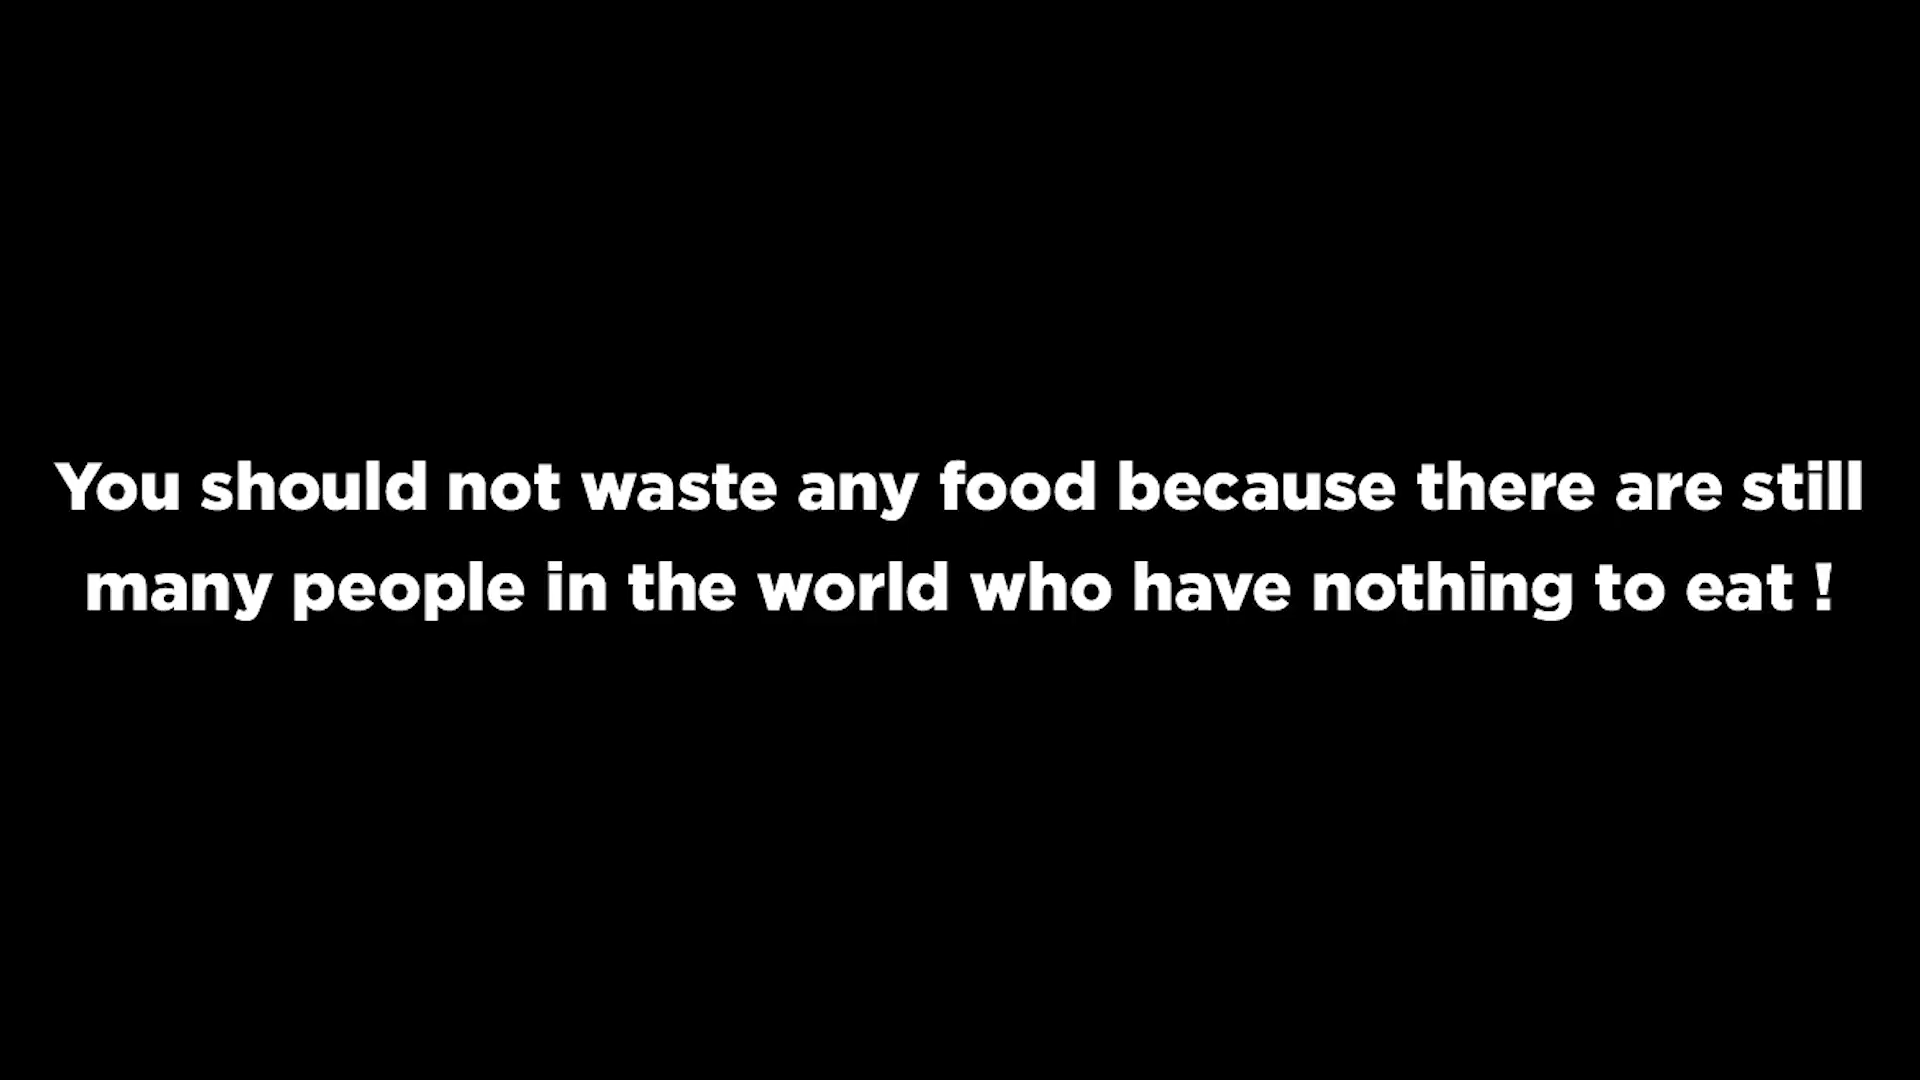 You should not waste any food because there are still
many people in the world who have nothing to eat !